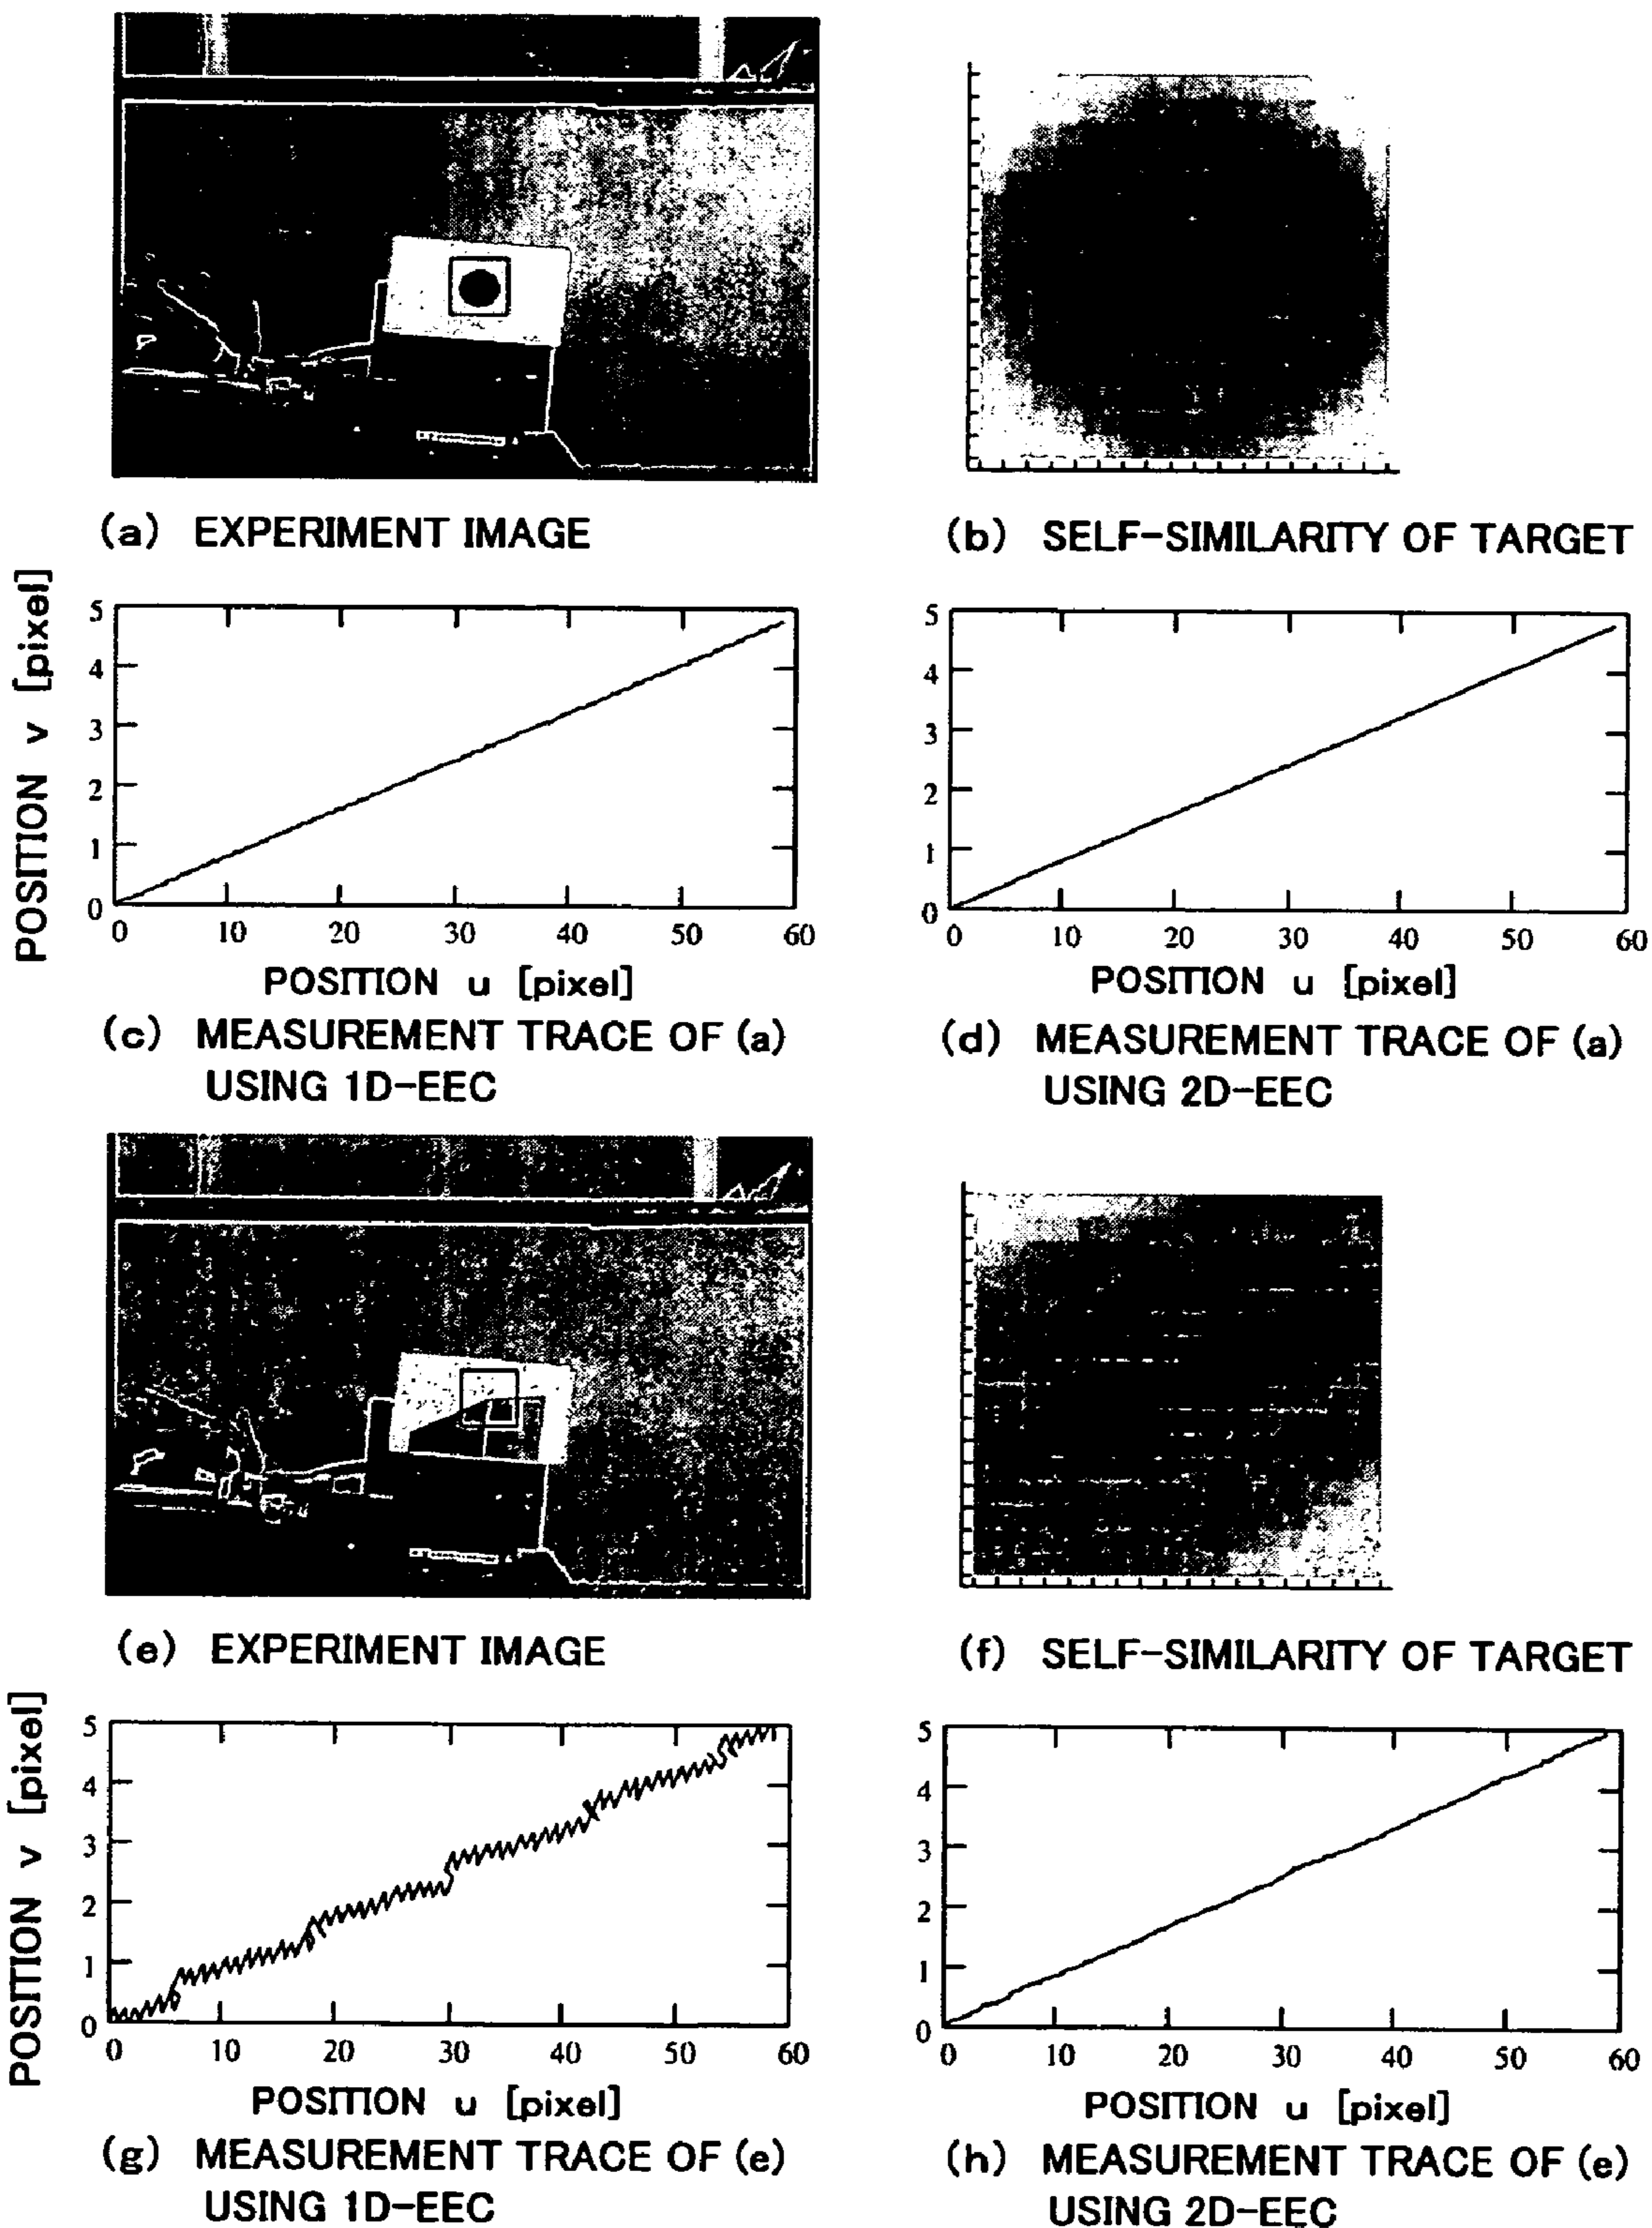 (a) EXPERIMENT IMAGE
(b) SELF-SIMILARITY OF TARGET
POSITION v [pixel]
5
4
3
2
1
0
0 10 20 30 40 50 60
POSITION u [pixel]
(c) MEASUREMENT TRACE OF (a)
USING 1D-EEC
5
4
3
2
1
0
0 10 20 30 40 50 60
POSITION u [pixel]
(d) MEASUREMENT TRACE OF (a)
USING 2D-EEC
(e) EXPERIMENT IMAGE
(f) SELF-SIMILARITY OF TARGET
POSITION v [pixel]
5
4
3
2
1
0
0 10 20 30 40 50 60
POSITION u [pixel]
(g) MEASUREMENT TRACE OF (e)
USING 1D-EEC
5
4
3
2
1
0
0 10 20 30 40 50 60
POSITION u [pixel]
(h) MEASUREMENT TRACE OF (e)
USING 2D-EEC